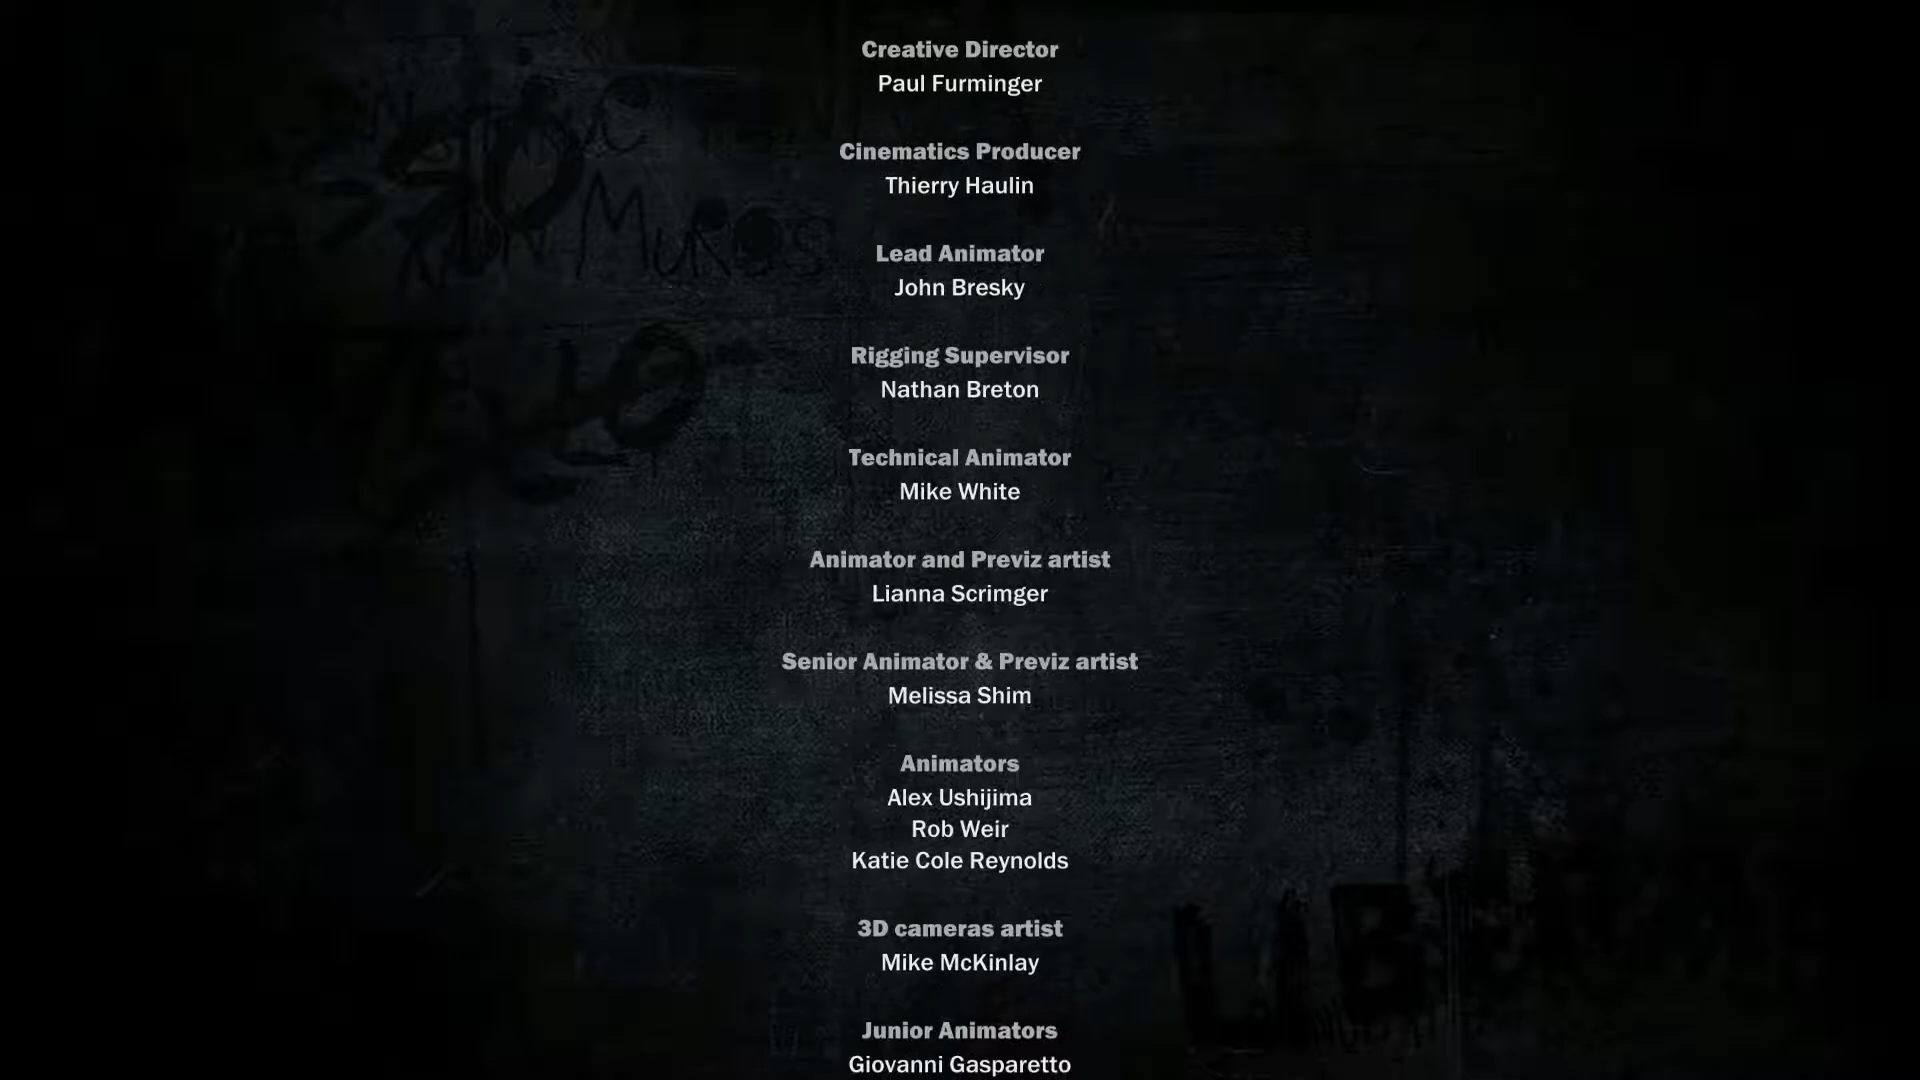 Creative Director
Paul Furminger
Cinematics Producer
Thierry Haulin
Lead Animator
John Bresky
Rigging Supervisor
Nathan Breton
Technical Animator
Mike White
Animator and Previz artist
Lianna Scrimger
Senior Animator & Previz artist
Melissa Shim
Animators
Alex Ushijima
Rob Weir
Katie Cole Reynolds
3D cameras artist
Mike McKinlay
Junior Animators
Giovanni Gasparetto
MUROS